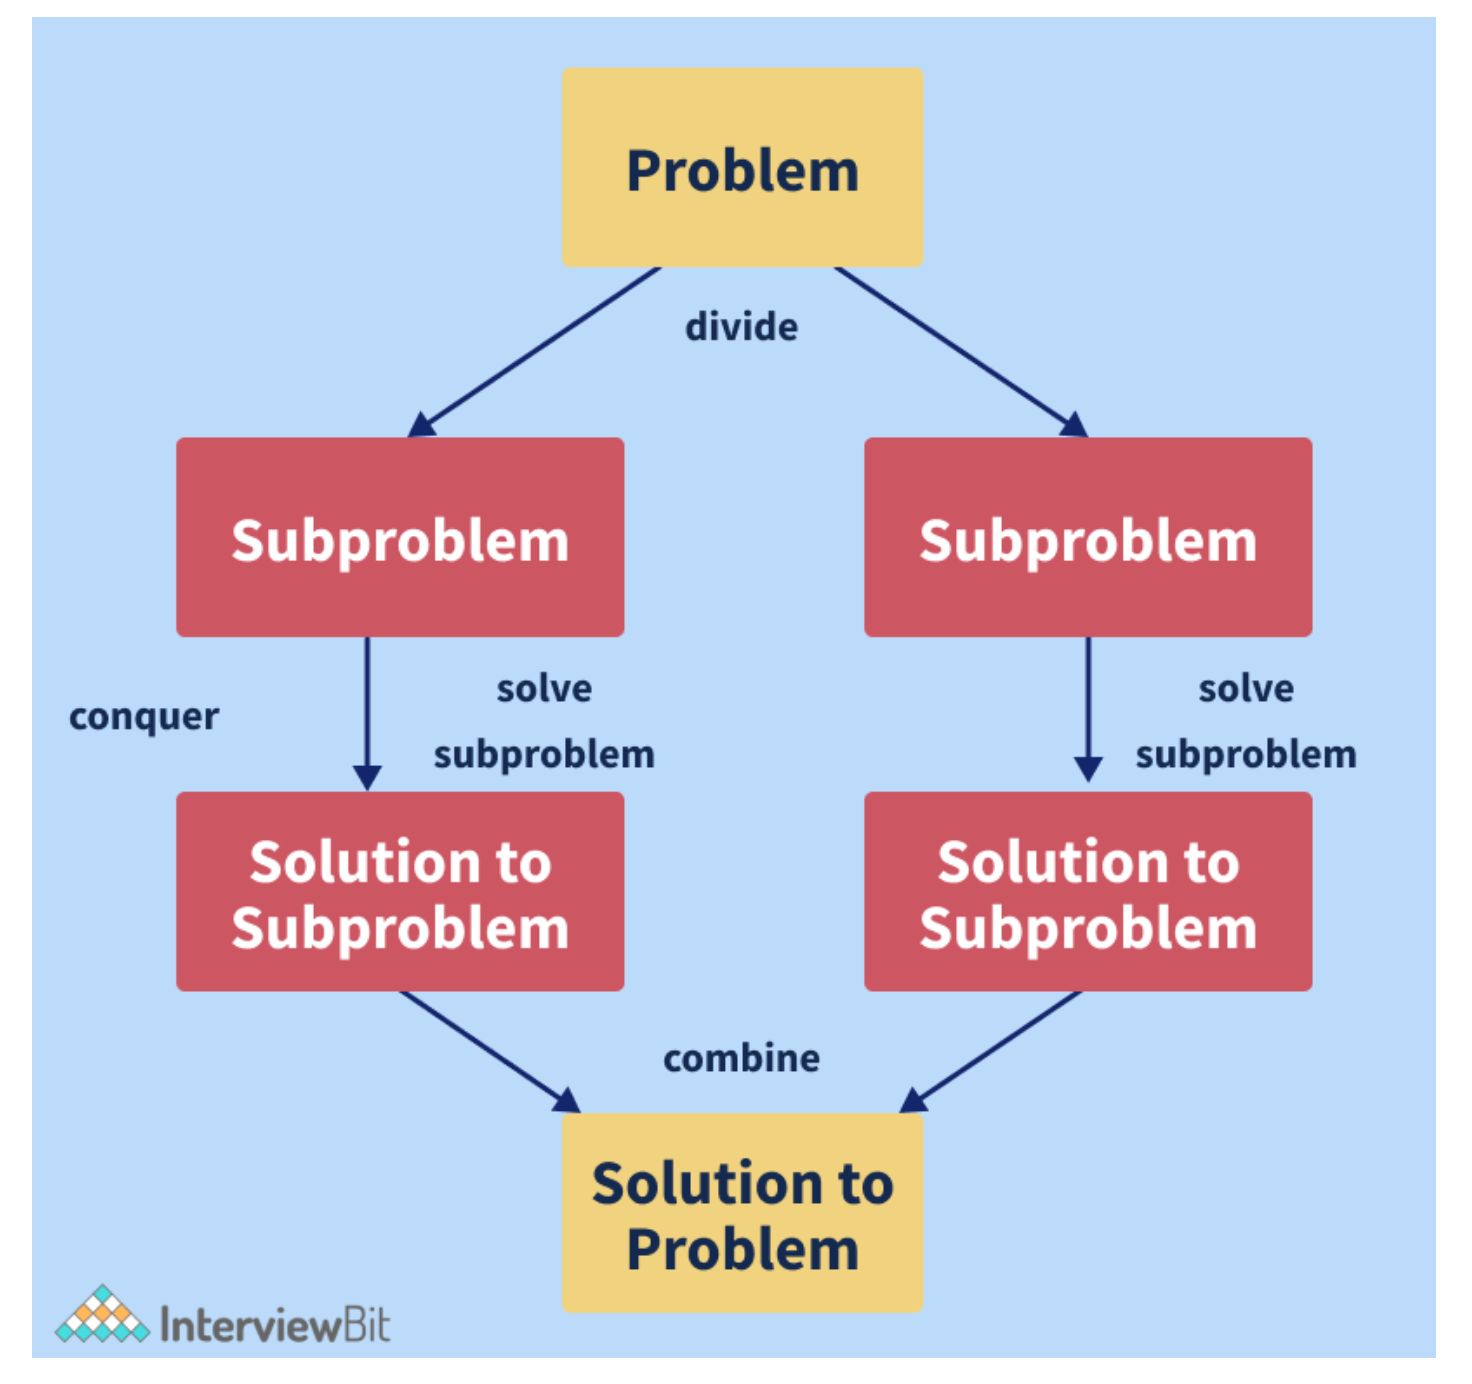 Problem
divide
Subproblem
Subproblem
conquer
solve
subproblem
solve
subproblem
Solution to
Subproblem
Solution to
Subproblem
combine
Solution to
Problem
InterviewBit